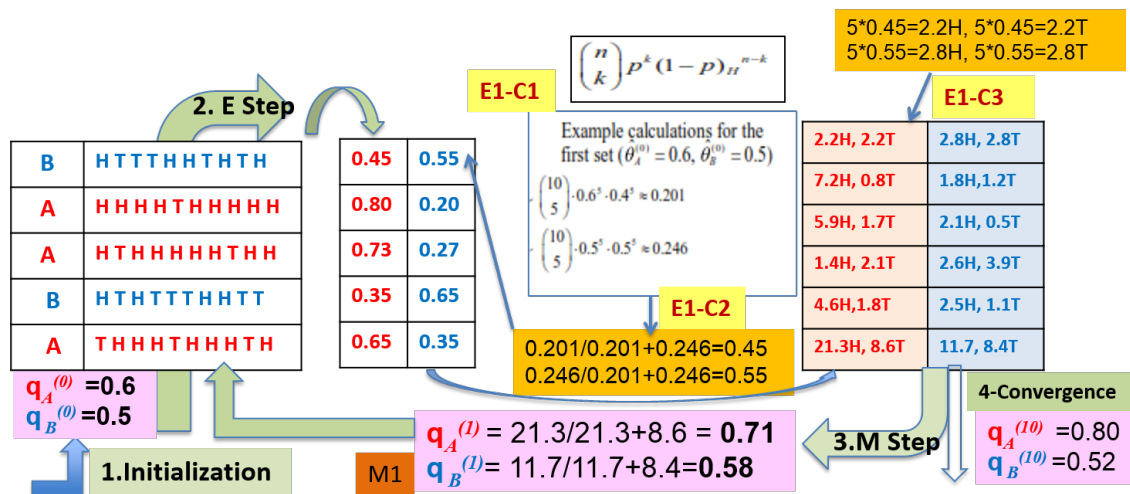 5*0.45=2.2H, 5*0.45=2.2T
5*0.55=2.8H, 5*0.55=2.8T
(n k) p^k (1 - p)_H^{n-k}
2. E Step
E1-C1
E1-C3
Example calculations for the
first set (θ̂_A^(0) = 0.6, θ̂_B^(0) = 0.5)
(10 5) ·0.6^5 ·0.4^5 ≈ 0.201
(10 5) ·0.5^5 ·0.5^5 ≈ 0.246
B H T T T H H T H T H
A H H H H T H H H H H
A H T H H H H H T H H
B H T H T T T H H T T
A T H H H T H H H T H
0.45 0.55
0.80 0.20
0.73 0.27
0.35 0.65
0.65 0.35
2.2H, 2.2T 2.8H, 2.8T
7.2H, 0.8T 1.8H,1.2T
5.9H, 1.7T 2.1H, 0.5T
1.4H, 2.1T 2.6H, 3.9T
4.6H,1.8T 2.5H, 1.1T
21.3H, 8.6T 11.7, 8.4T
E1-C2
0.201/0.201+0.246=0.45
0.246/0.201+0.246=0.55
q_A^(0) =0.6
q_B^(0) =0.5
1.Initialization
M1
q_A^(1) = 21.3/21.3+8.6 = 0.71
q_B^(1) = 11.7/11.7+8.4=0.58
3.M Step
4-Convergence
q_A^(10) =0.80
q_B^(10) =0.52